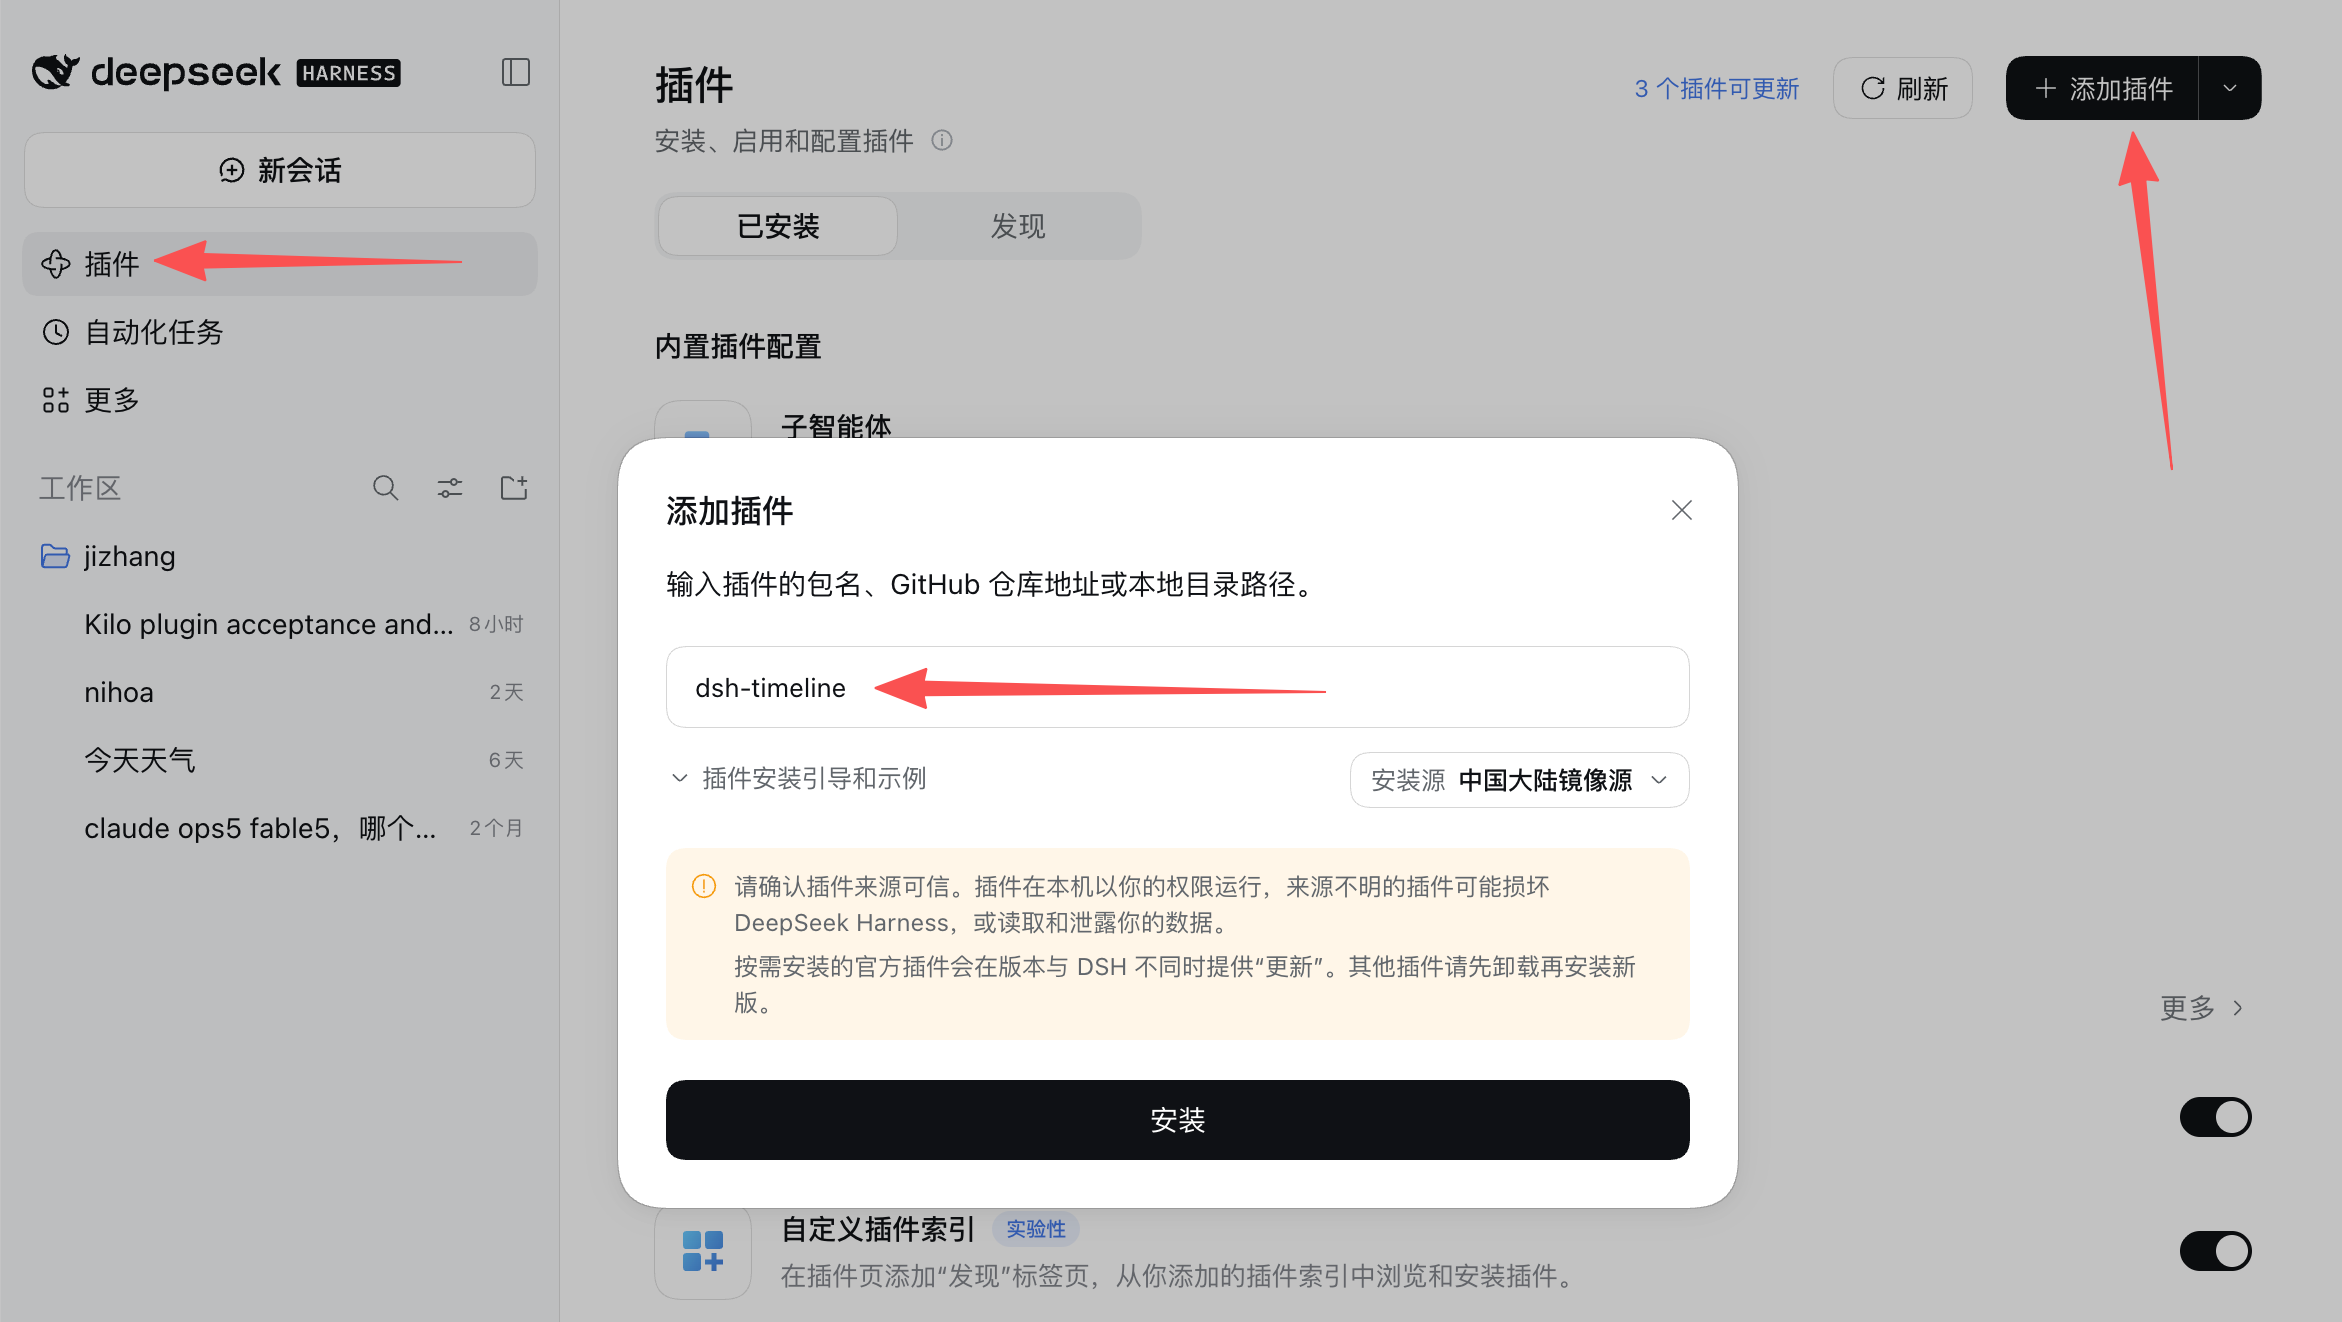 deepseek HARNESS
新会话
插件
自动化任务
更多
工作区
jizhang
Kilo plugin acceptance and... 8小时
nihoa 2天
今天天气 6天
claude ops5 fable5，哪个... 2个月
插件
安装、启用和配置插件
3 个插件可更新
刷新
添加插件
已安装
发现
内置插件配置
子智能体
添加插件
输入插件的包名、GitHub 仓库地址或本地目录路径。
dsh-timeline
插件安装引导和示例
安装源 中国大陆镜像源
请确认插件来源可信。插件在本机以你的权限运行，来源不明的插件可能损坏
DeepSeek Harness，或读取和泄露你的数据。
按需安装的官方插件会在版本与 DSH 不同时提供“更新”。其他插件请先卸载再安装新
版。
安装
更多
自定义插件索引 实验性
在插件页添加“发现”标签页，从你添加的插件索引中浏览和安装插件。